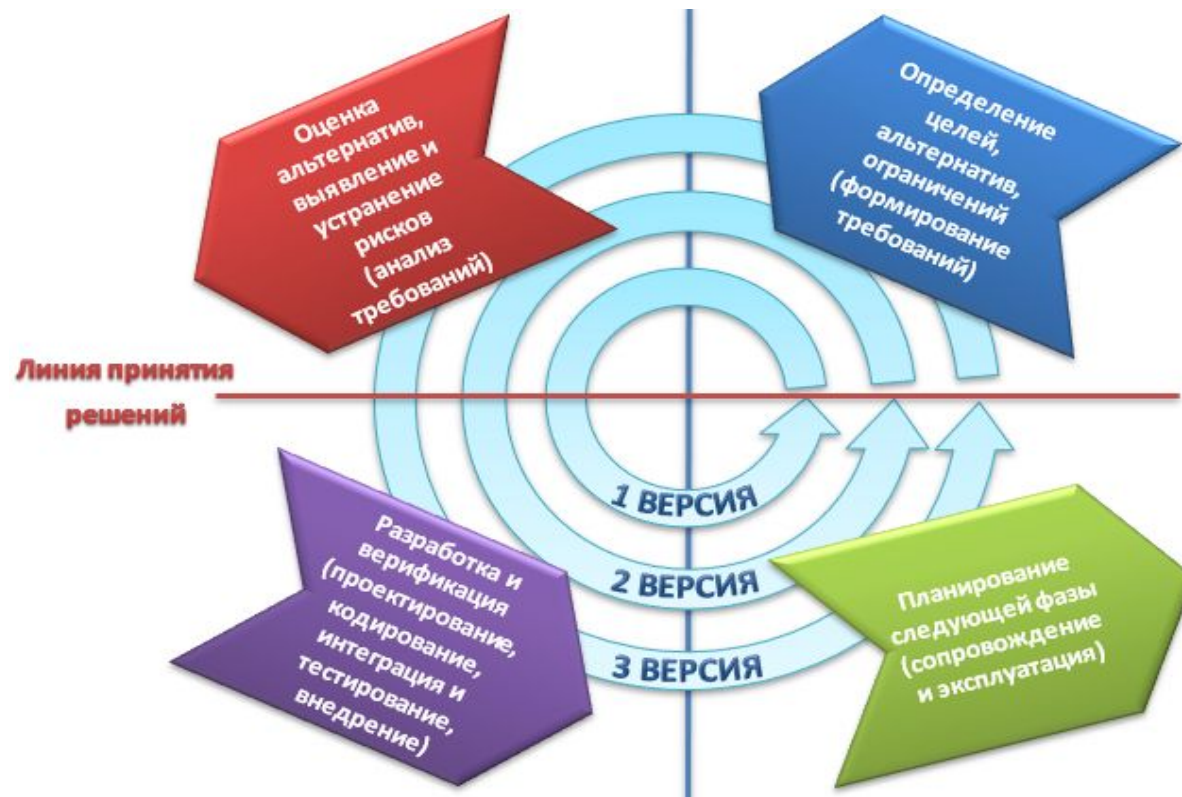 Оценка
альтернатив,
выявление и
устранение
рисков
(анализ
требований)
Определение
целей,
альтернатив,
ограничений
(формирование
требований)
Линия принятия
решений
1 ВЕРСИЯ
2 ВЕРСИЯ
3 ВЕРСИЯ
Разработка и
верификация
(проектирование,
кодирование,
интеграция и
тестирование,
внедрение)
Планирование
следующей фазы
(сопровождение
и эксплуатация)